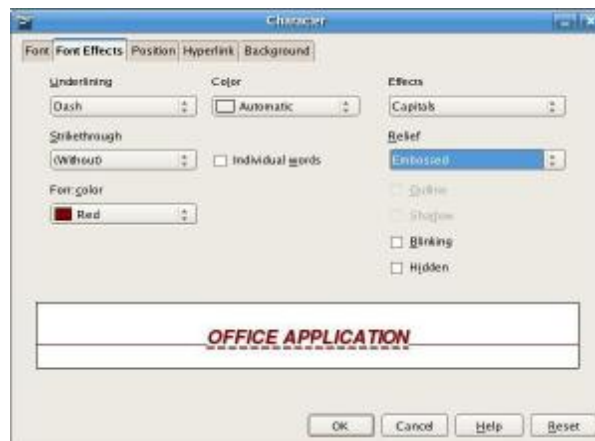 Character
Font Font Effects Position Hyperlink Background
Underlining Color Effects
Dash Automatic Capitals
Strikethrough Relief
(Without) Individual words Embossed
Font color Outline
Red Shadow
Blinking
Hidden
OFFICE APPLICATION
OK Cancel Help Reset